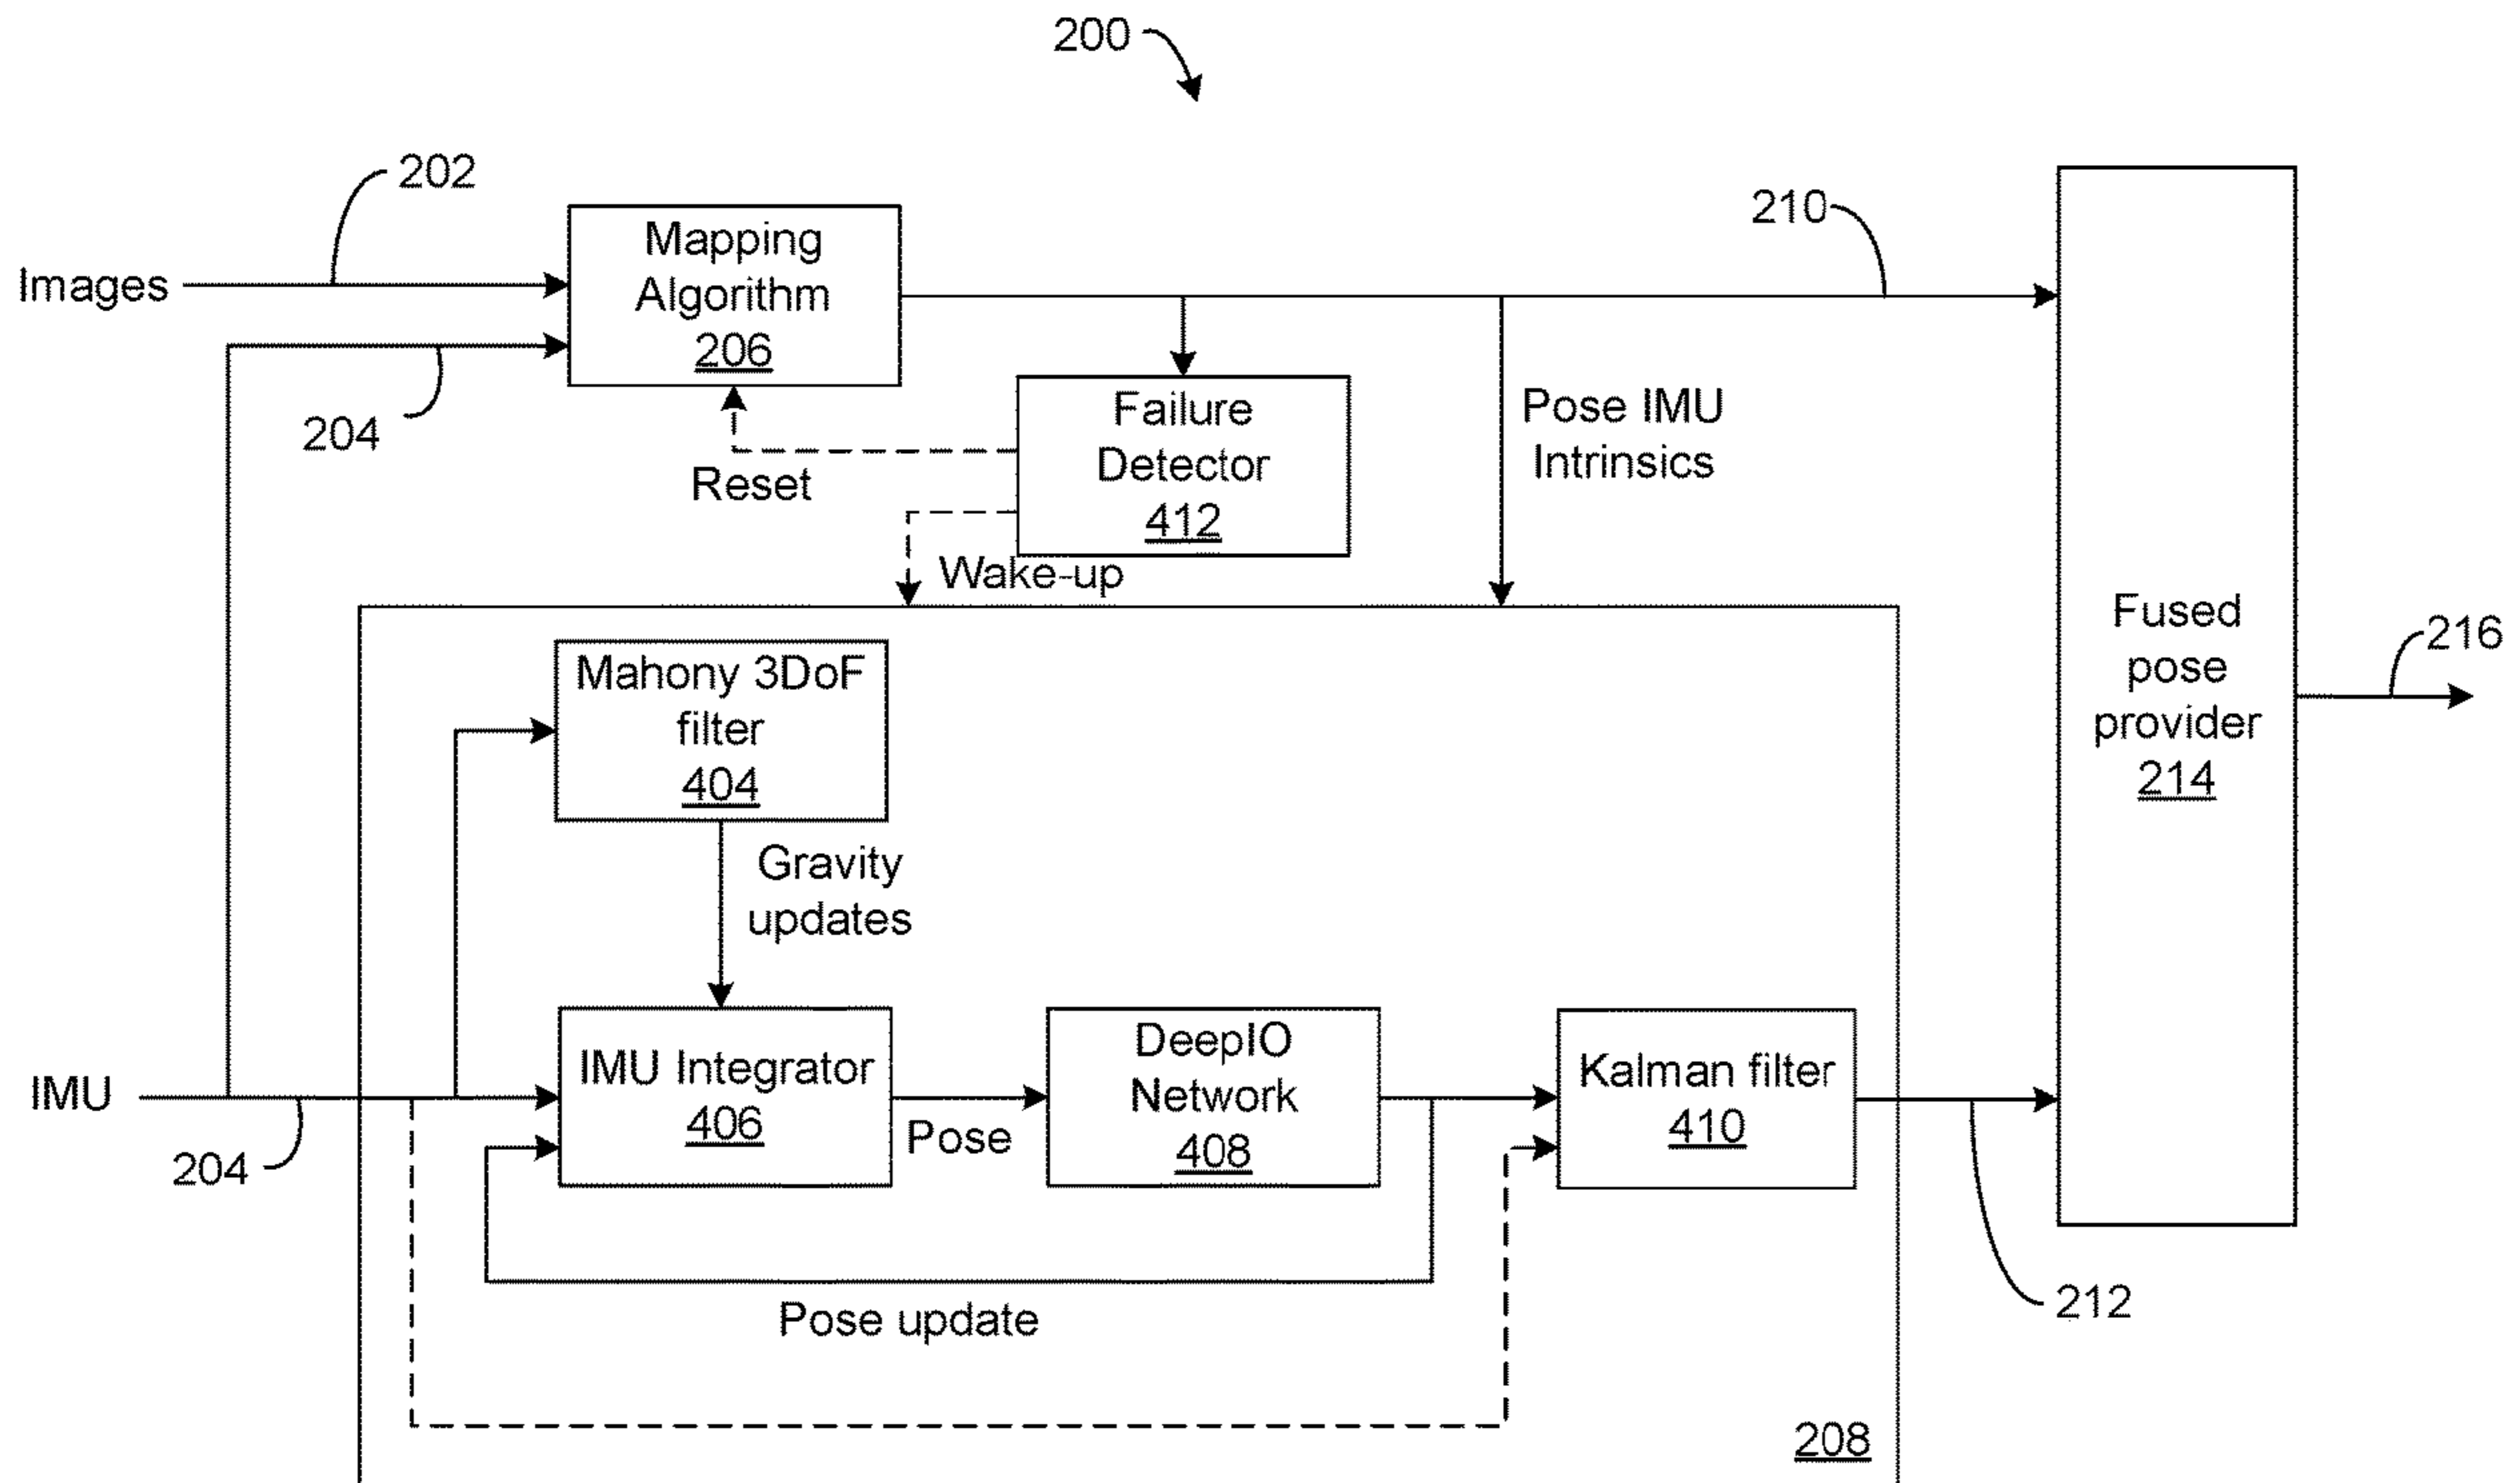 200
202
Images
204
Mapping
Algorithm
206
210
Reset
Failure
Detector
412
Pose IMU
Intrinsics
Wake-up
Fused
pose
provider
214
216
Mahony 3DoF
filter
404
Gravity
updates
IMU
204
IMU Integrator
406
Pose
DeepIO
Network
408
Kalman filter
410
Pose update
212
208